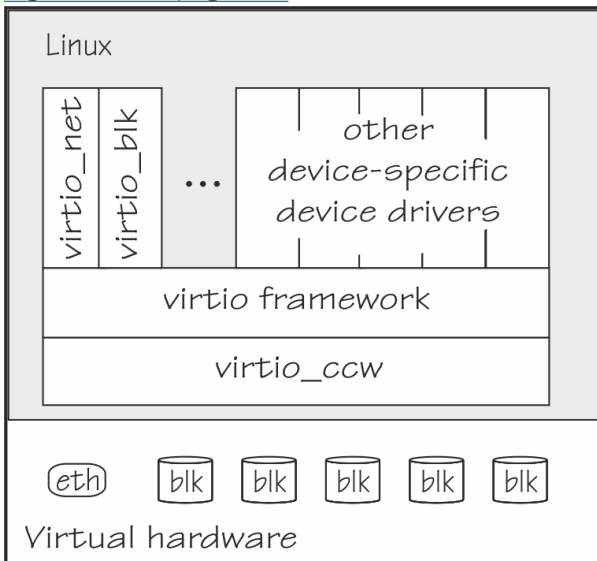 Linux
virtio_net
virtio_blk
...
other
device-specific
device drivers
virtio framework
virtio_ccw
eth
blk
blk
blk
blk
blk
Virtual hardware